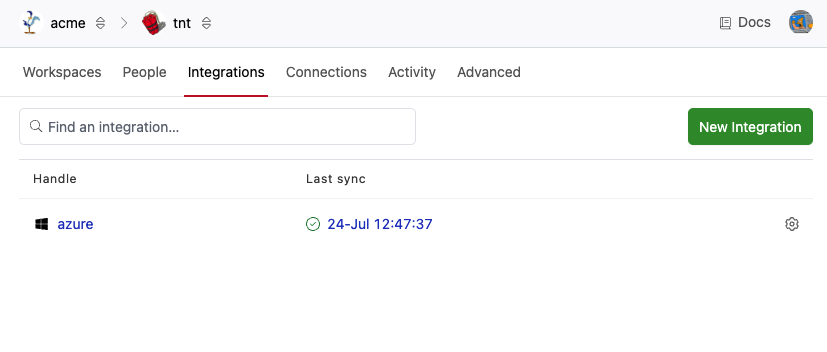 acme tnt Docs
Workspaces People Integrations Connections Activity Advanced
Find an integration... New Integration
Handle Last sync
azure 24-Jul 12:47:37